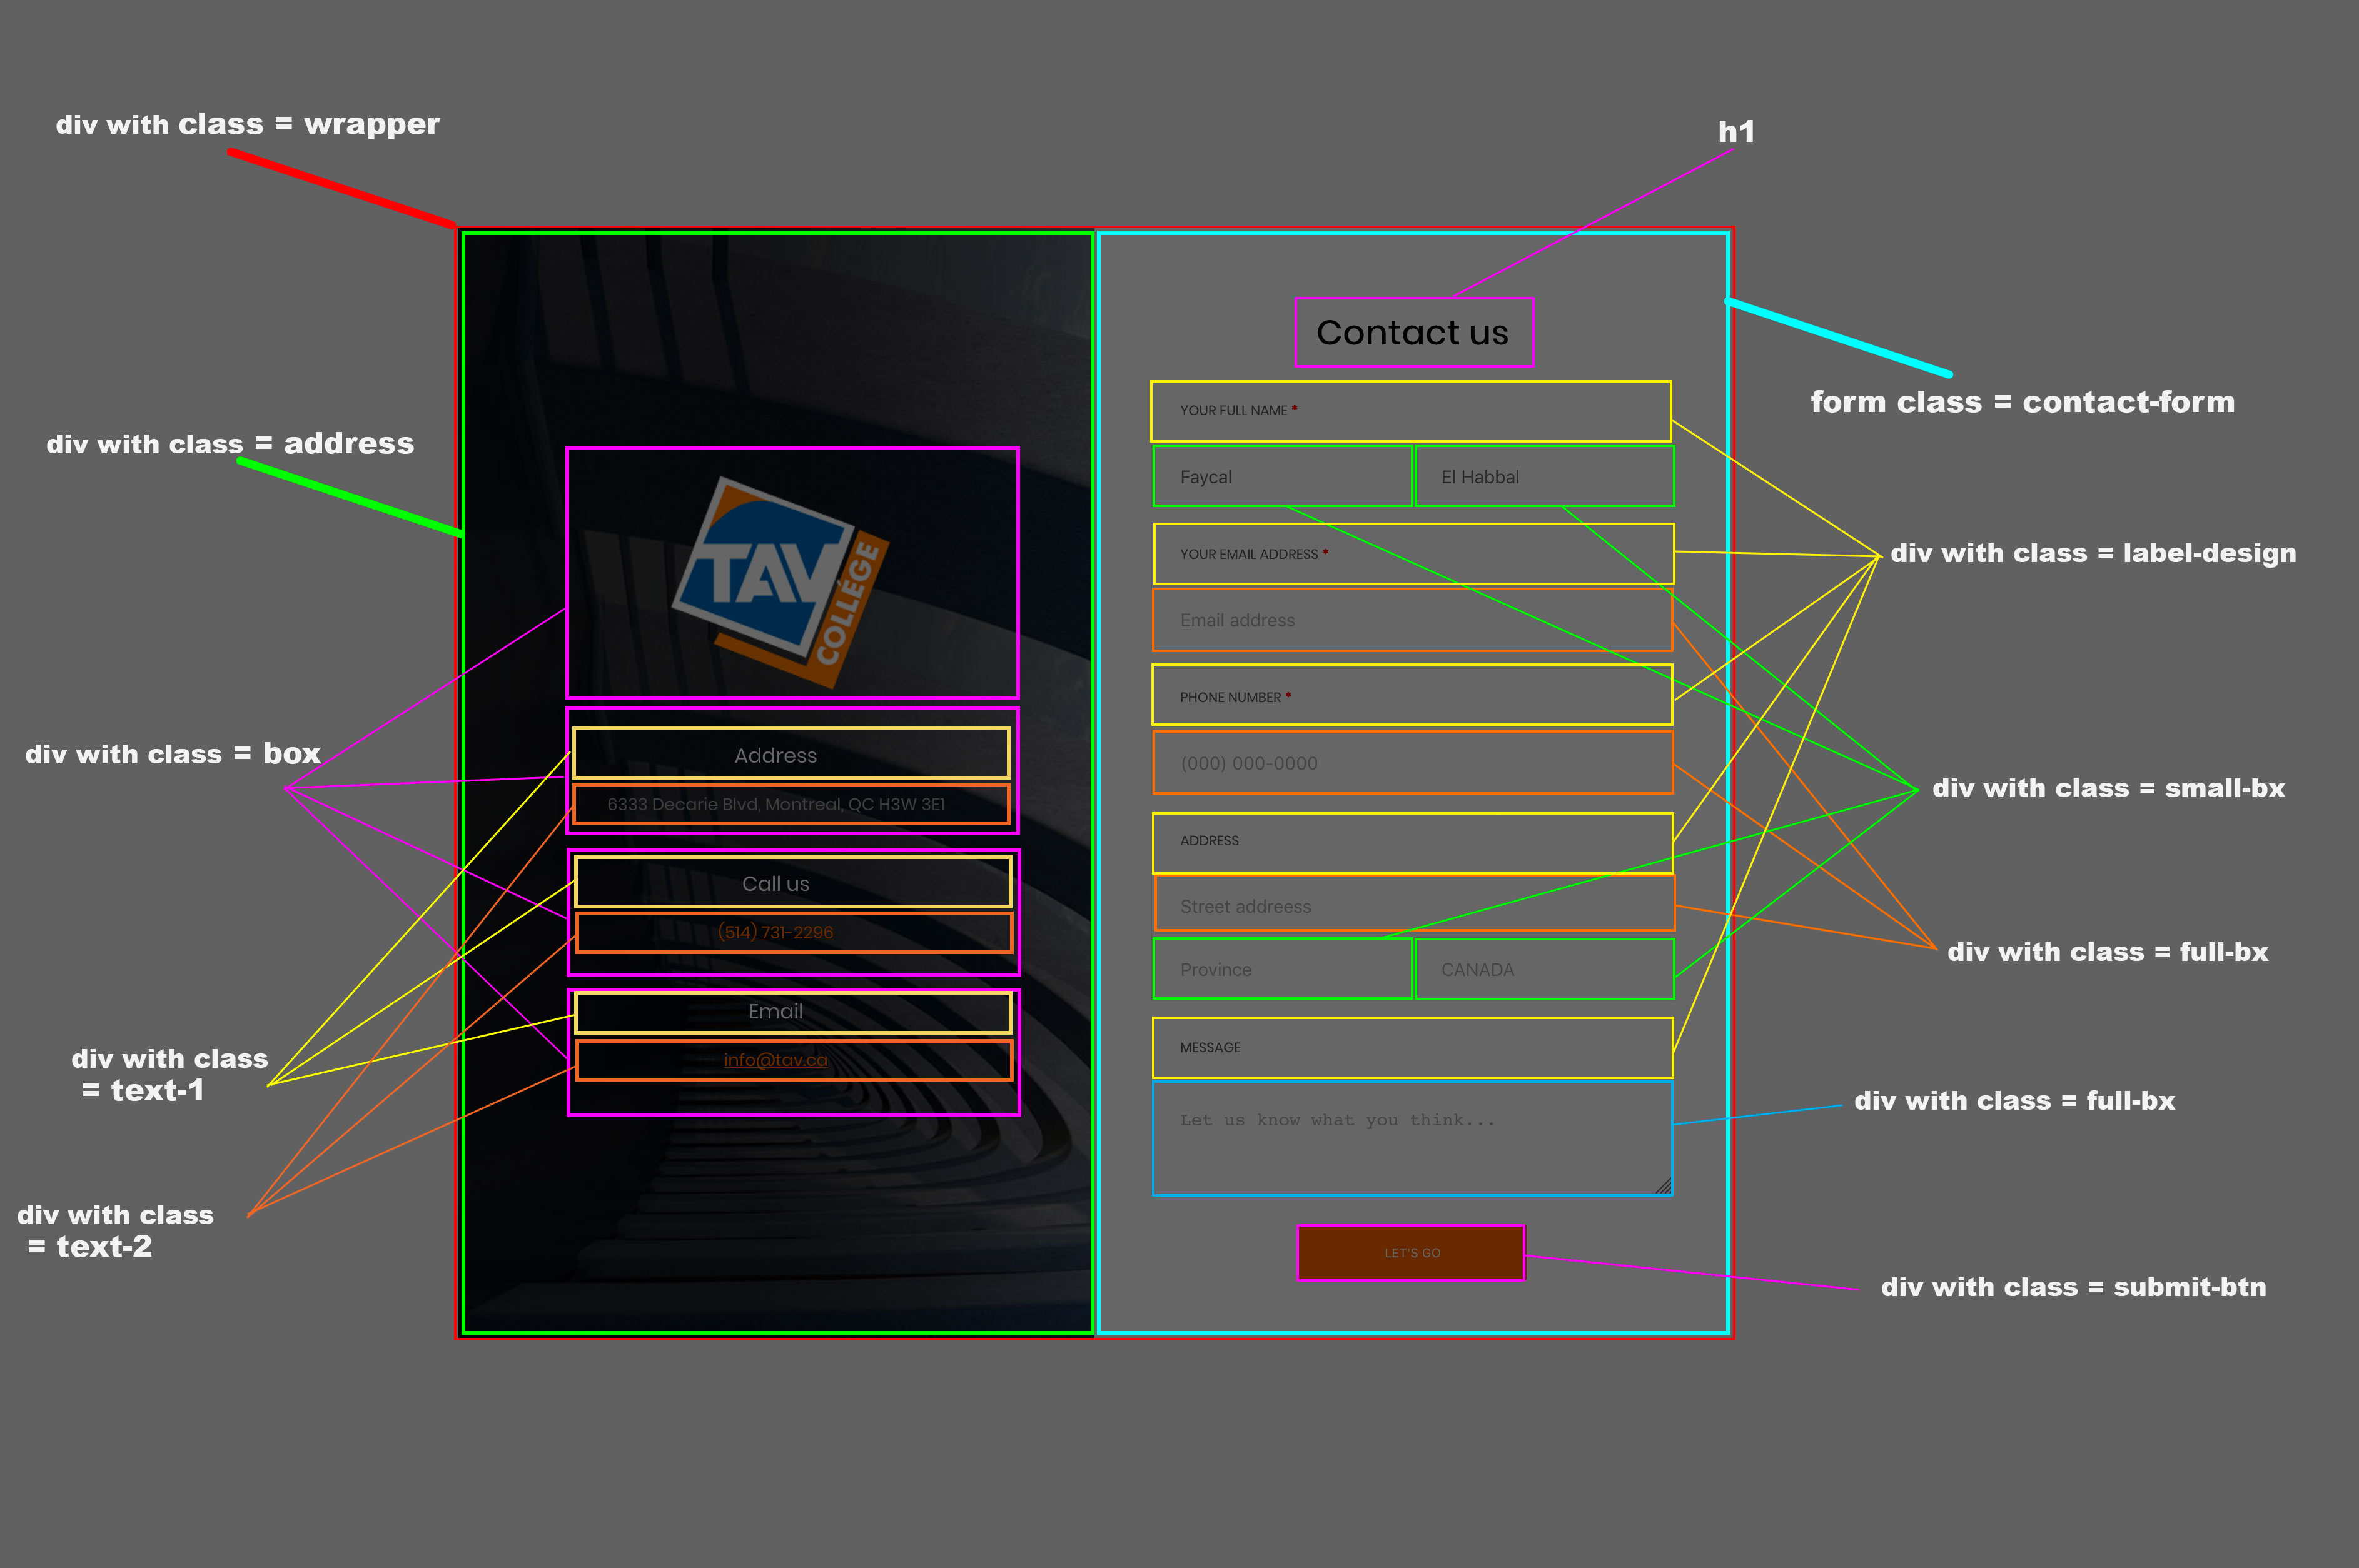 div with class = wrapper
h1
Contact us
form class = contact-form
YOUR FULL NAME *
div with class = address
Faycal
El Habbal
TAV
COLLÉGE
YOUR EMAIL ADDRESS *
div with class = label-design
Email address
PHONE NUMBER *
div with class = box
Address
(000) 000-0000
div with class = small-bx
6333 Decarie Blvd, Montreal, QC H3W 3E1
ADDRESS
Call us
Street addreess
(514) 731-2296
div with class = full-bx
Province
CANADA
Email
MESSAGE
info@tav.ca
div with class
= text-1
div with class = full-bx
Let us know what you think...
div with class
= text-2
LET'S GO
div with class = submit-btn